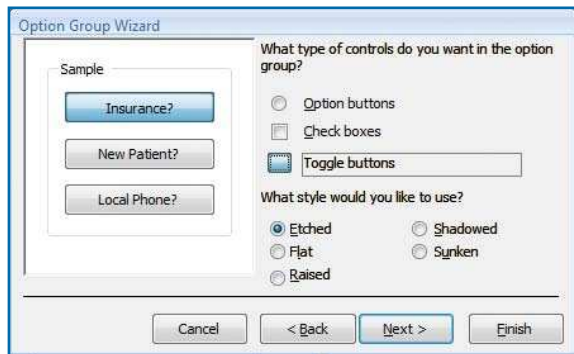 Option Group Wizard
Sample
Insurance?
New Patient?
Local Phone?
What type of controls do you want in the option
group?
Option buttons
Check boxes
Toggle buttons
What style would you like to use?
Etched
Shadowed
Flat
Sunken
Raised
Cancel
< Back
Next >
Finish